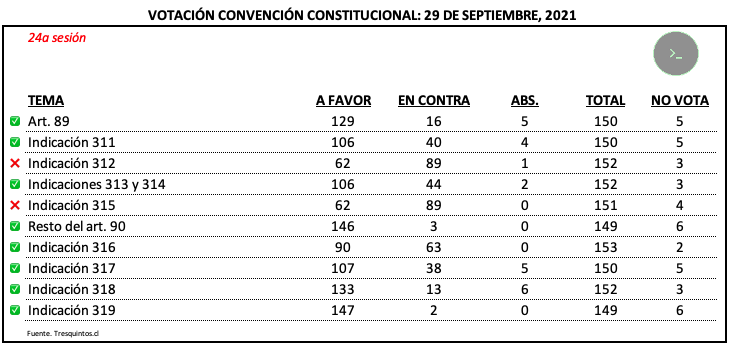 VOTACIÓN CONVENCIÓN CONSTITUCIONAL: 29 DE SEPTIEMBRE, 2021
24a sesión
>_
TEMA A FAVOR EN CONTRA ABS. TOTAL NO VOTA
✅ Art. 89 129 16 5 150 5
✅ Indicación 311 106 40 4 150 5
❌ Indicación 312 62 89 1 152 3
✅ Indicaciones 313 y 314 106 44 2 152 3
❌ Indicación 315 62 89 0 151 4
✅ Resto del art. 90 146 3 0 149 6
✅ Indicación 316 90 63 0 153 2
✅ Indicación 317 107 38 5 150 5
✅ Indicación 318 133 13 6 152 3
✅ Indicación 319 147 2 0 149 6
Fuente. Tresquintos.cl